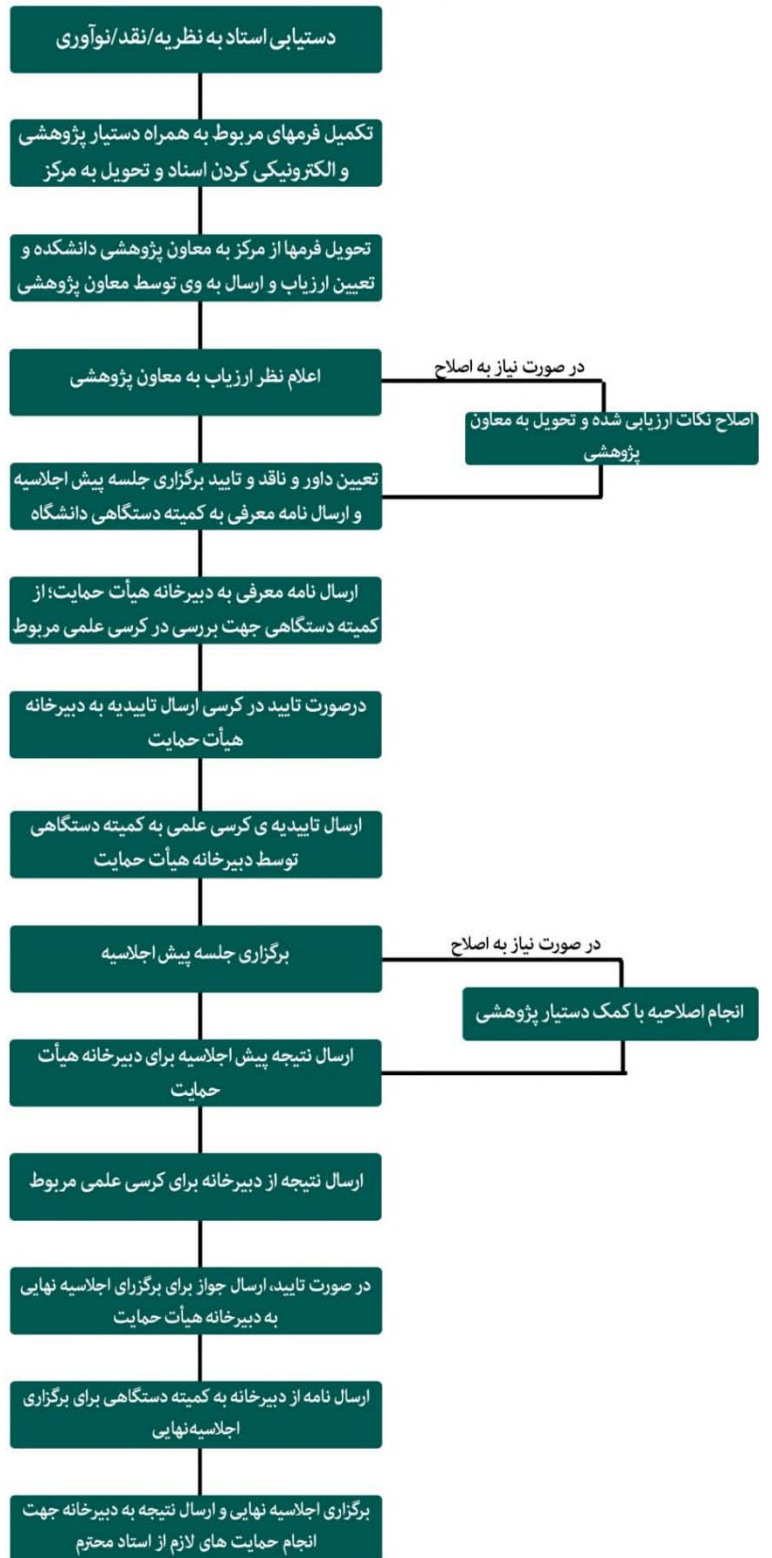 دستیابی استاد به نظریه/نقد/نوآوری
تکمیل فرمهای مربوط به همراه دستیار پژوهشی
و الکترونیکی کردن اسناد و تحویل به مرکز
تحویل فرمها از مرکز به معاون پژوهشی دانشکده و
تعیین ارزیاب و ارسال به وی توسط معاون پژوهشی
اعلام نظر ارزیاب به معاون پژوهشی
در صورت نیاز به اصلاح
اصلاح نکات ارزیابی شده و تحویل به معاون
پژوهشی
تعیین داور و ناقد و تایید برگزاری جلسه پیش اجلاسیه
و ارسال نامه معرفی به کمیته دستگاهی دانشگاه
ارسال نامه معرفی به دبیرخانه هیأت حمایت؛ از
کمیته دستگاهی جهت بررسی در کرسی علمی مربوط
درصورت تایید در کرسی ارسال تاییدیه به دبیرخانه
هیأت حمایت
ارسال تاییدیه ی کرسی علمی به کمیته دستگاهی
توسط دبیرخانه هیأت حمایت
برگزاری جلسه پیش اجلاسیه
در صورت نیاز به اصلاح
انجام اصلاحیه با کمک دستیار پژوهشی
ارسال نتیجه پیش اجلاسیه برای دبیرخانه هیأت
حمایت
ارسال نتیجه از دبیرخانه برای کرسی علمی مربوط
در صورت تایید، ارسال جواز برای برگزرای اجلاسیه نهایی
به دبیرخانه هیأت حمایت
ارسال نامه از دبیرخانه به کمیته دستگاهی برای برگزاری
اجلاسیه‌نهایی
برگزاری اجلاسیه نهایی و ارسال نتیجه به دبیرخانه جهت
انجام حمایت های لازم از استاد محترم